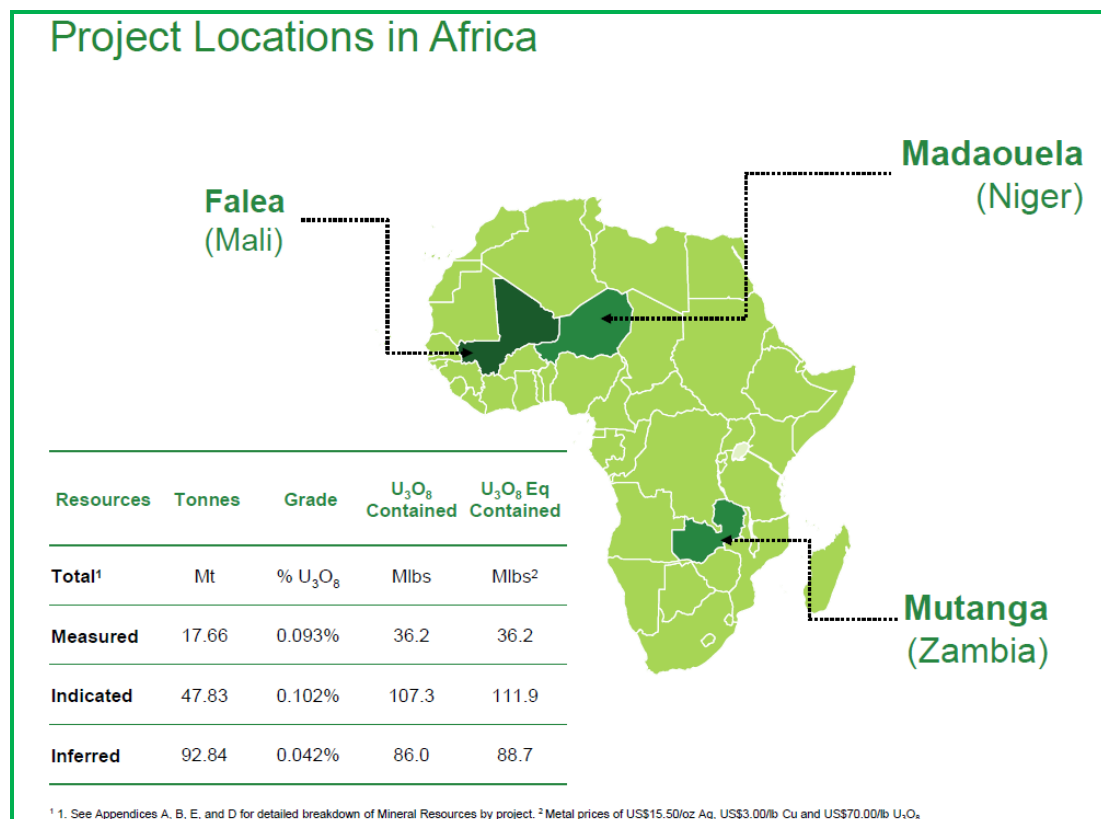 Project Locations in Africa
Madaouela
(Niger)
Falea
(Mali)
Resources Tonnes Grade U₃O₈ Contained U₃O₈ Eq Contained
Total¹ Mt % U₃O₈ Mlbs Mlbs²
Measured 17.66 0.093% 36.2 36.2
Indicated 47.83 0.102% 107.3 111.9
Inferred 92.84 0.042% 86.0 88.7
Mutanga
(Zambia)
¹ 1. See Appendices A, B, E, and D for detailed breakdown of Mineral Resources by project. ² Metal prices of US$15.50/oz Ag, US$3.00/lb Cu and US$70.00/lb U₃O₈